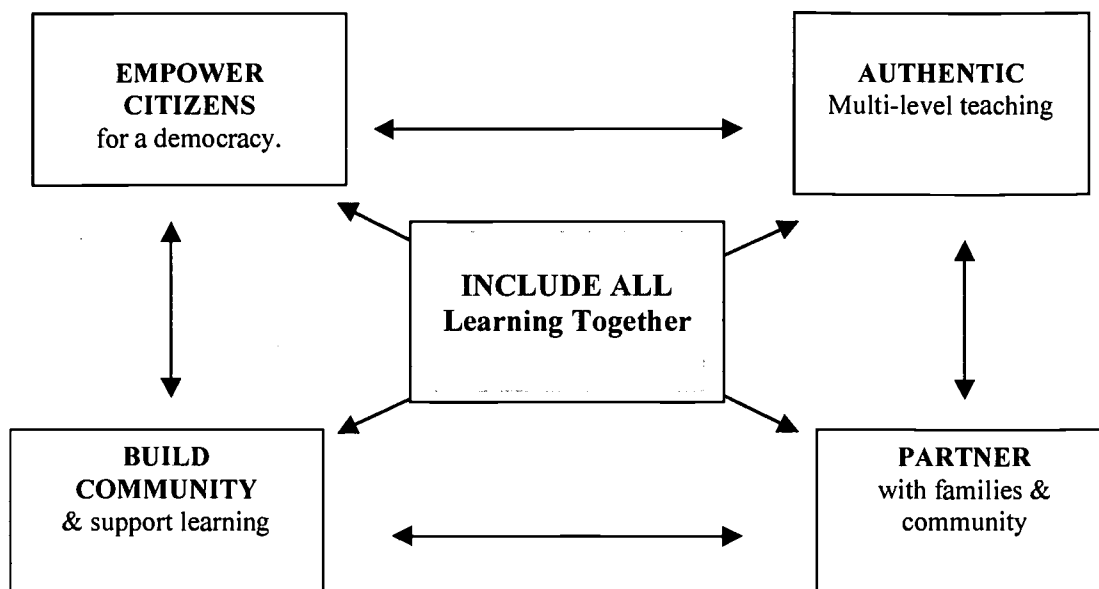 EMPOWER
CITIZENS
for a democracy.
AUTHENTIC
Multi-level teaching
INCLUDE ALL
Learning Together
BUILD
COMMUNITY
& support learning
PARTNER
with families &
community